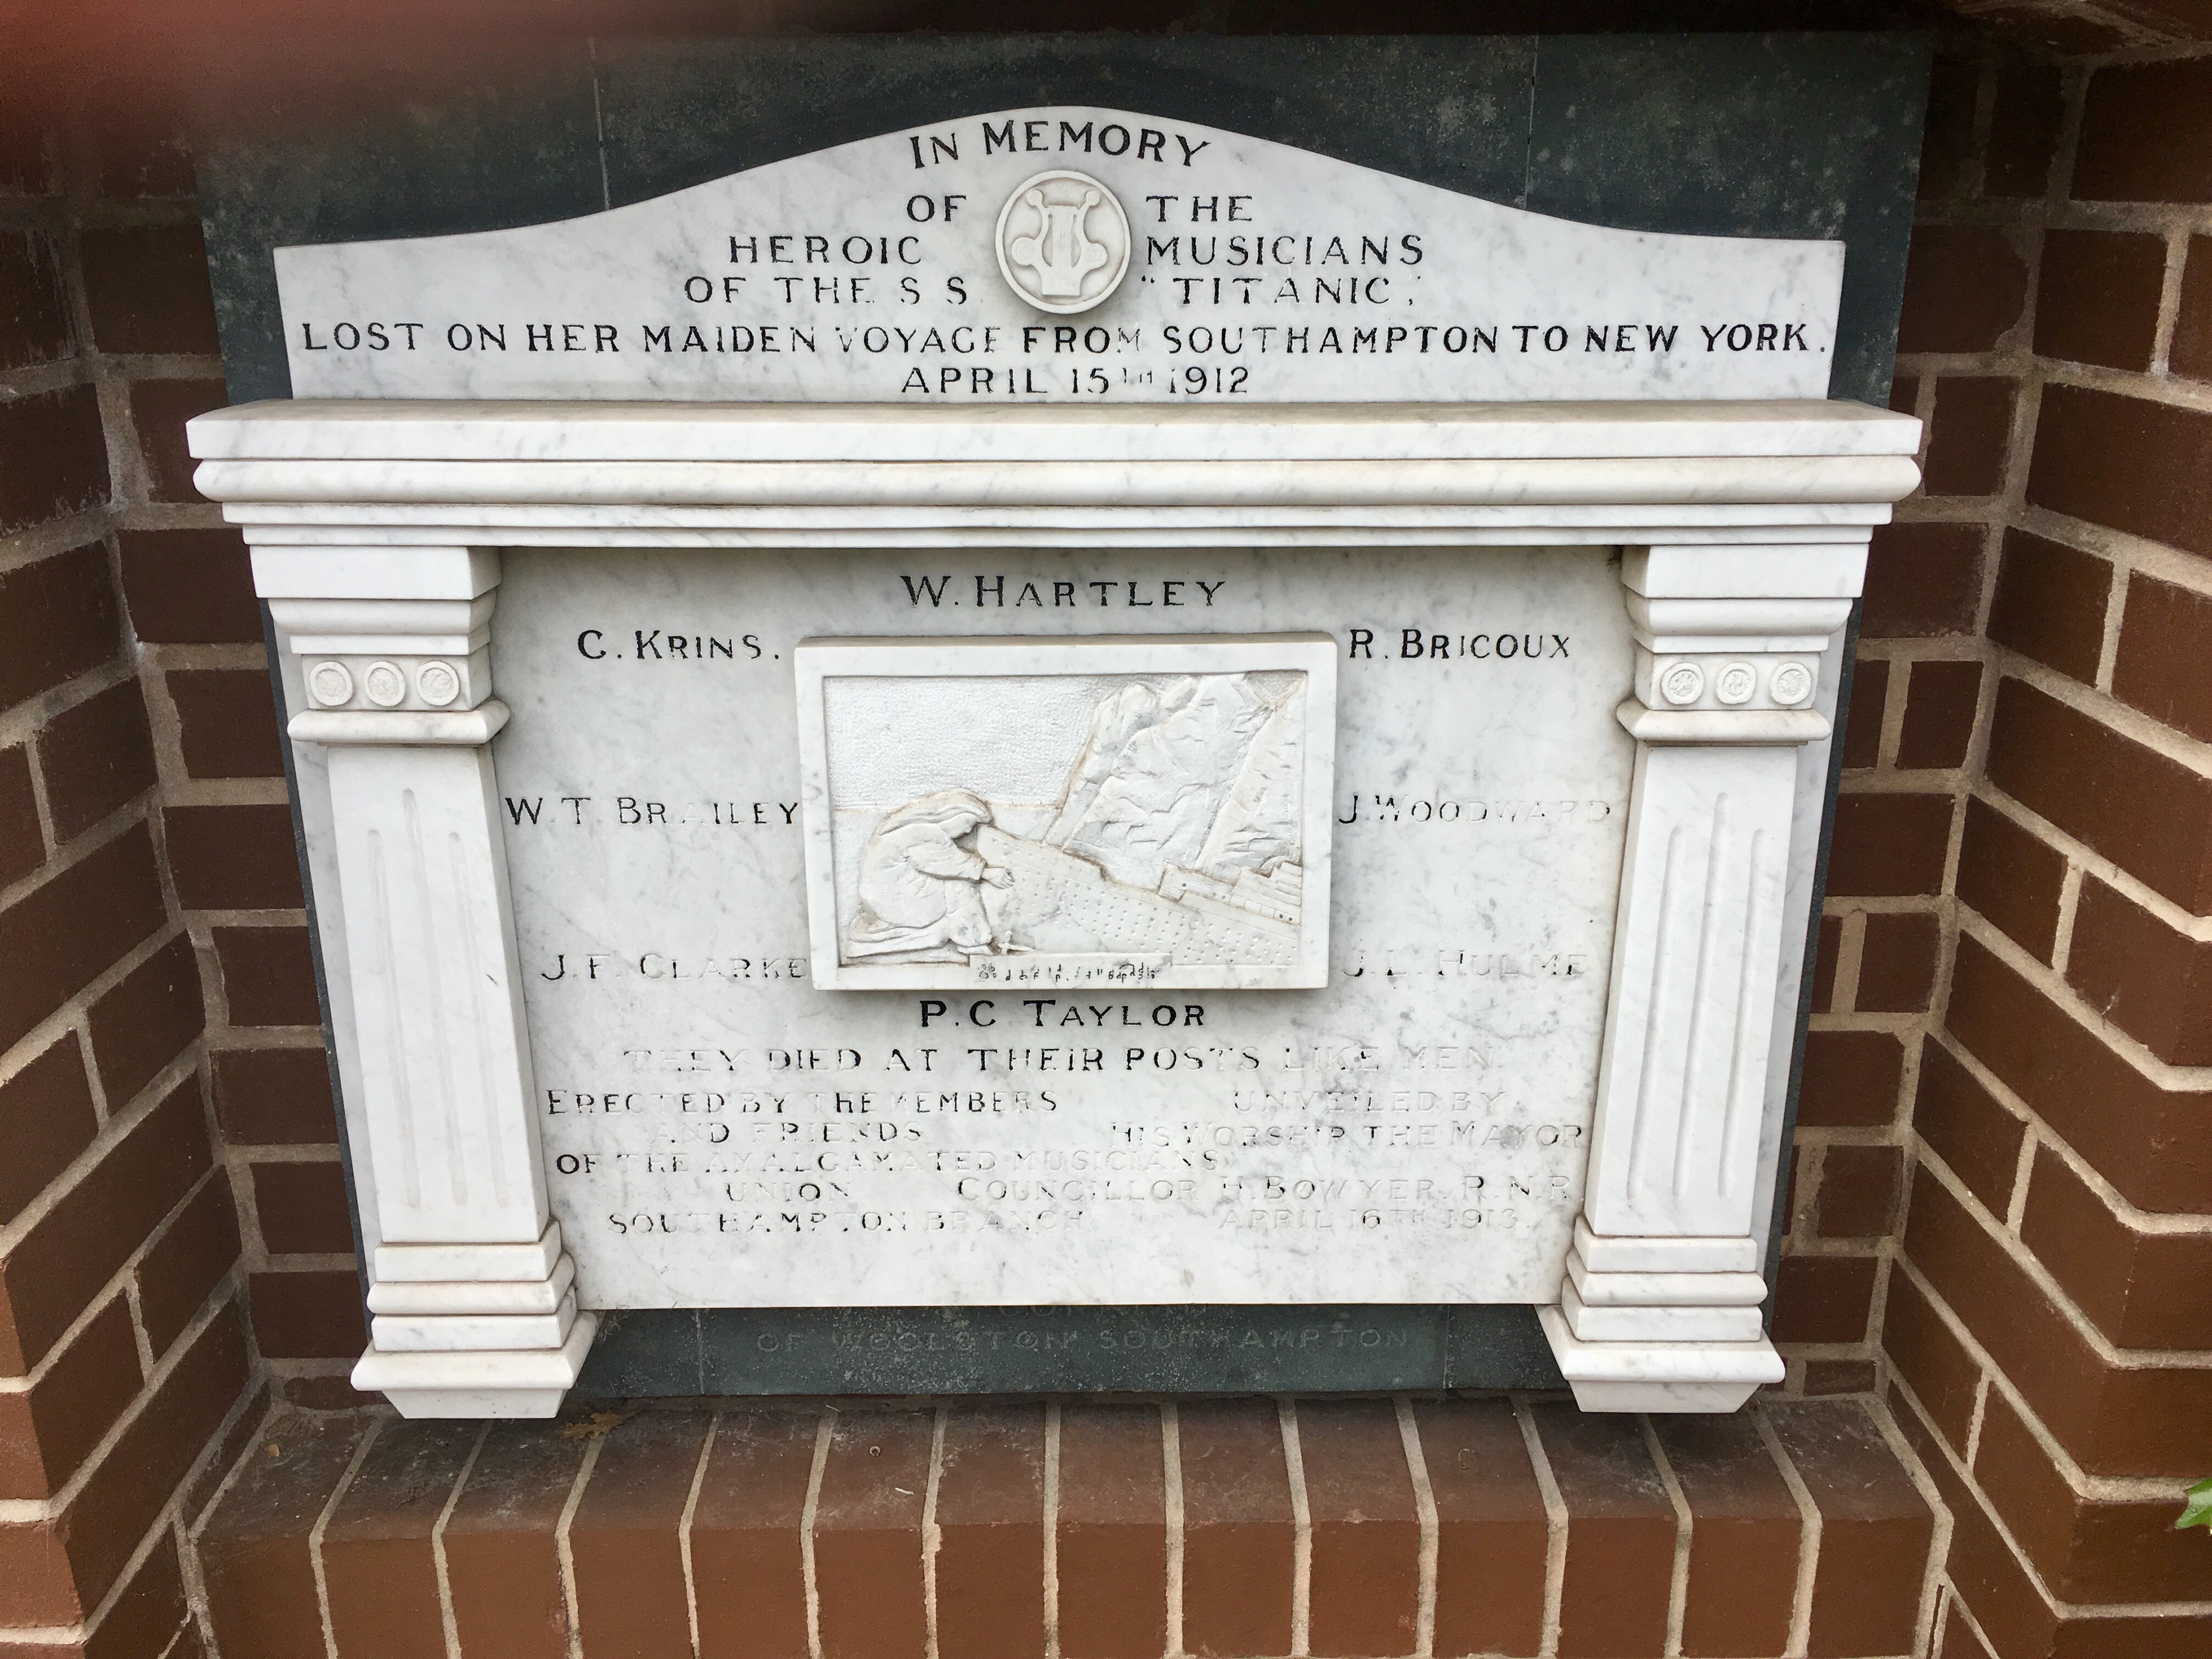 IN MEMORY
OF THE
HEROIC MUSICIANS
OF THE S S "TITANIC,"
LOST ON HER MAIDEN VOYAGE FROM SOUTHAMPTON TO NEW YORK.
APRIL 15TH 1912
W. HARTLEY
C. KRINS. R. BRICOUX
W. T. BRAILEY J. WOODWARD
J. F. CLARKE J. L. HULME
P. C TAYLOR
THEY DIED AT THEIR POSTS LIKE MEN.
ERECTED BY THE MEMBERS
AND FRIENDS
OF THE AMALGAMATED MUSICIANS
UNION
SOUTHAMPTON BRANCH
UNVEILED BY
HIS WORSHIP THE MAYOR
COUNCILLOR H. BOWYER. R.N.R.
APRIL 16TH 1913.
OF WOOLSTON SOUTHAMPTON